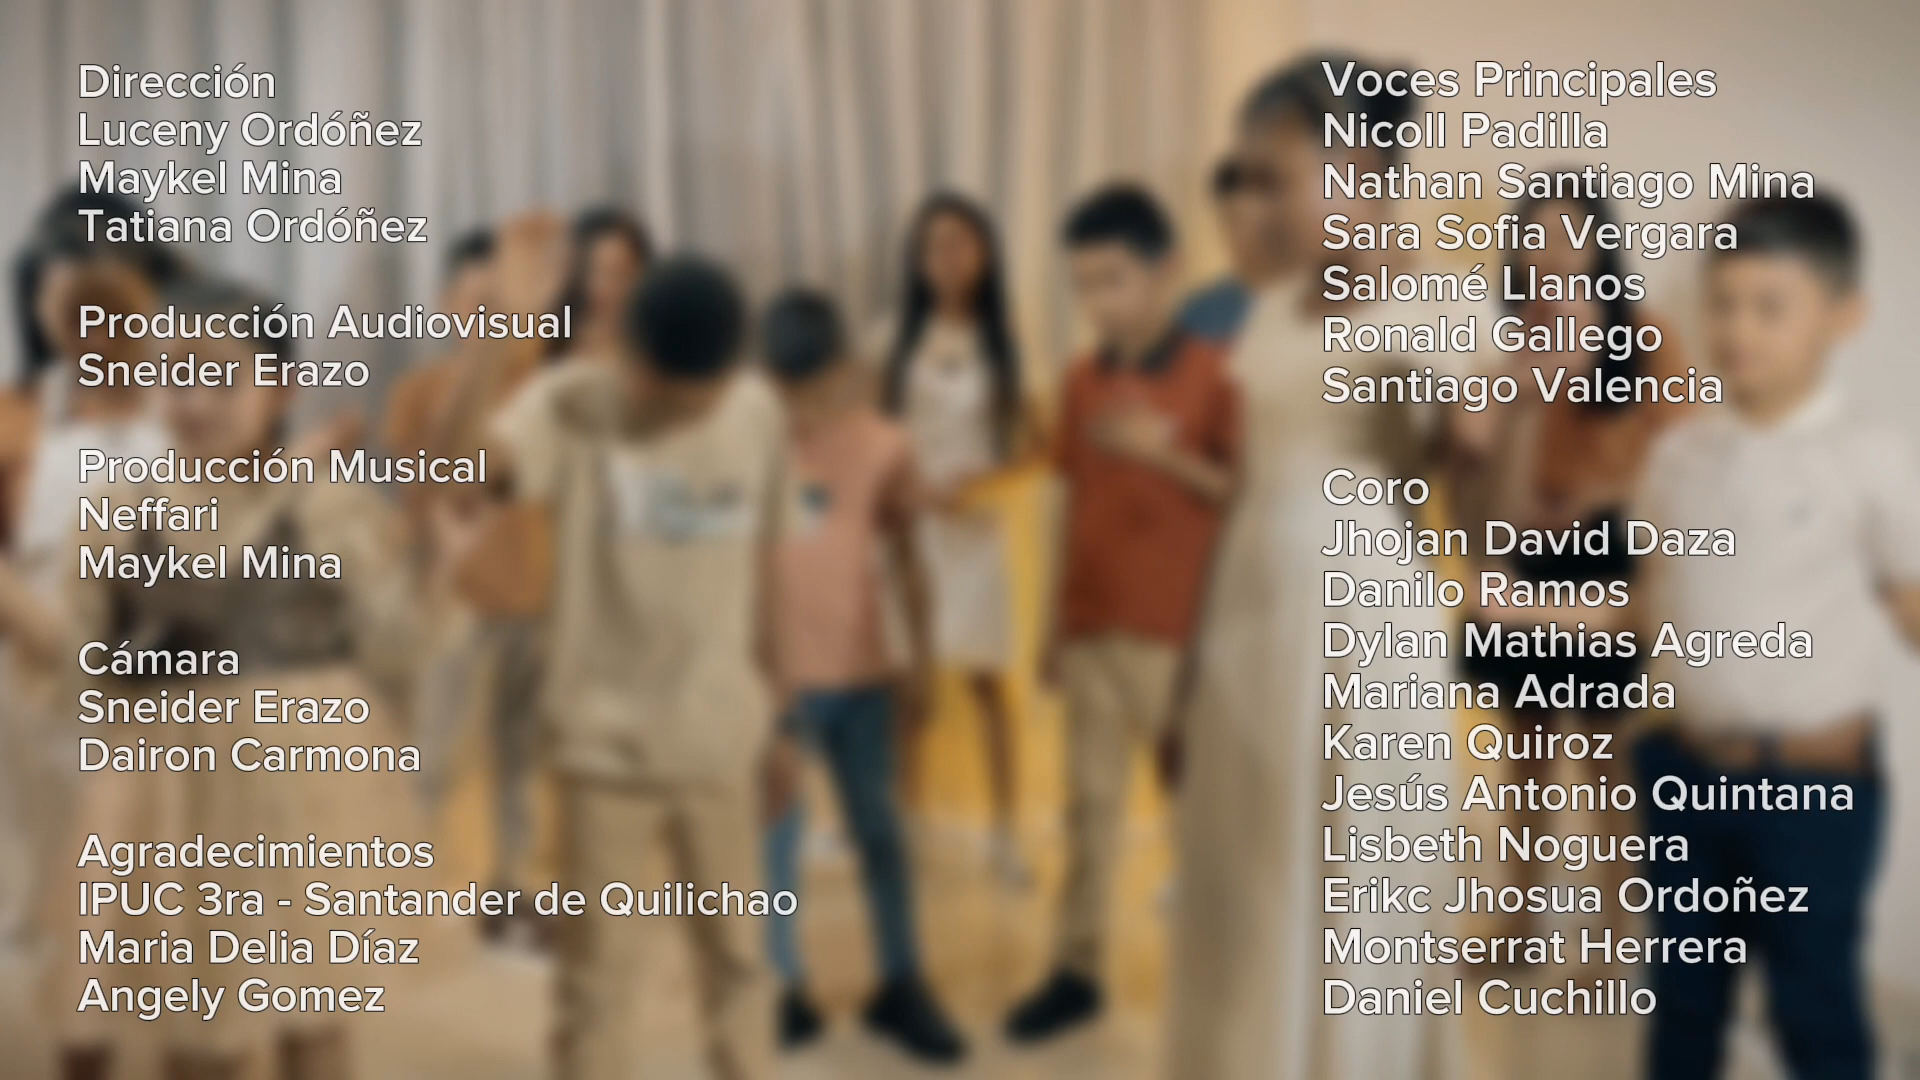 Dirección
Luceny Ordóñez
Maykel Mina
Tatiana Ordóñez
Producción Audiovisual
Sneider Erazo
Producción Musical
Neffari
Maykel Mina
Cámara
Sneider Erazo
Dairon Carmona
Agradecimientos
IPUC 3ra - Santander de Quilichao
Maria Delia Díaz
Angely Gomez
Voces Principales
Nicoll Padilla
Nathan Santiago Mina
Sara Sofia Vergara
Salomé Llanos
Ronald Gallego
Santiago Valencia
Coro
Jhojan David Daza
Danilo Ramos
Dylan Mathias Agreda
Mariana Adrada
Karen Quiroz
Jesús Antonio Quintana
Lisbeth Noguera
Erikc Jhosua Ordoñez
Montserrat Herrera
Daniel Cuchillo